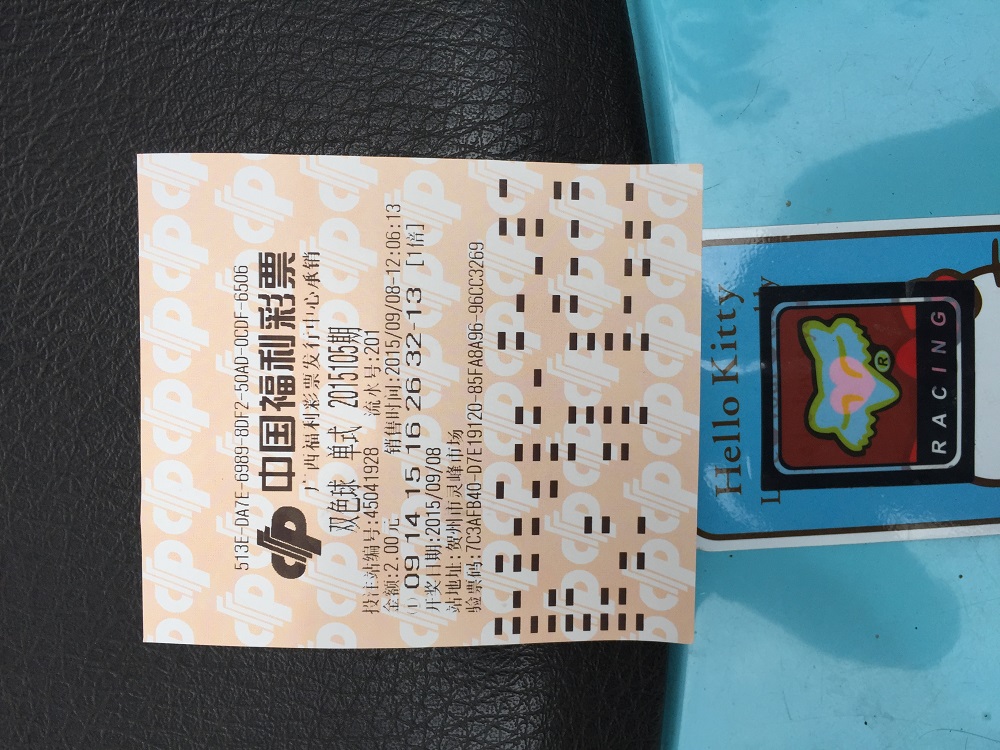 513E-DA7E-6989-8DF2-50AD-0CDF-6506
中国福利彩票
广西福利彩票发行中心承销
双色球 单式 2015105期
投注站编号:45041928 流水号:201
金额:2.00元 销售时间:2015/09/08-12:06:13
① 09 14 15 16 26 32-13 [1倍]
开奖日期:2015/09/08
站地址: 贺州市灵峰市场
验票码:7C3AFB40-D7E19120-85FA8A96-96CC3269
Hello Kitty
RACING
®